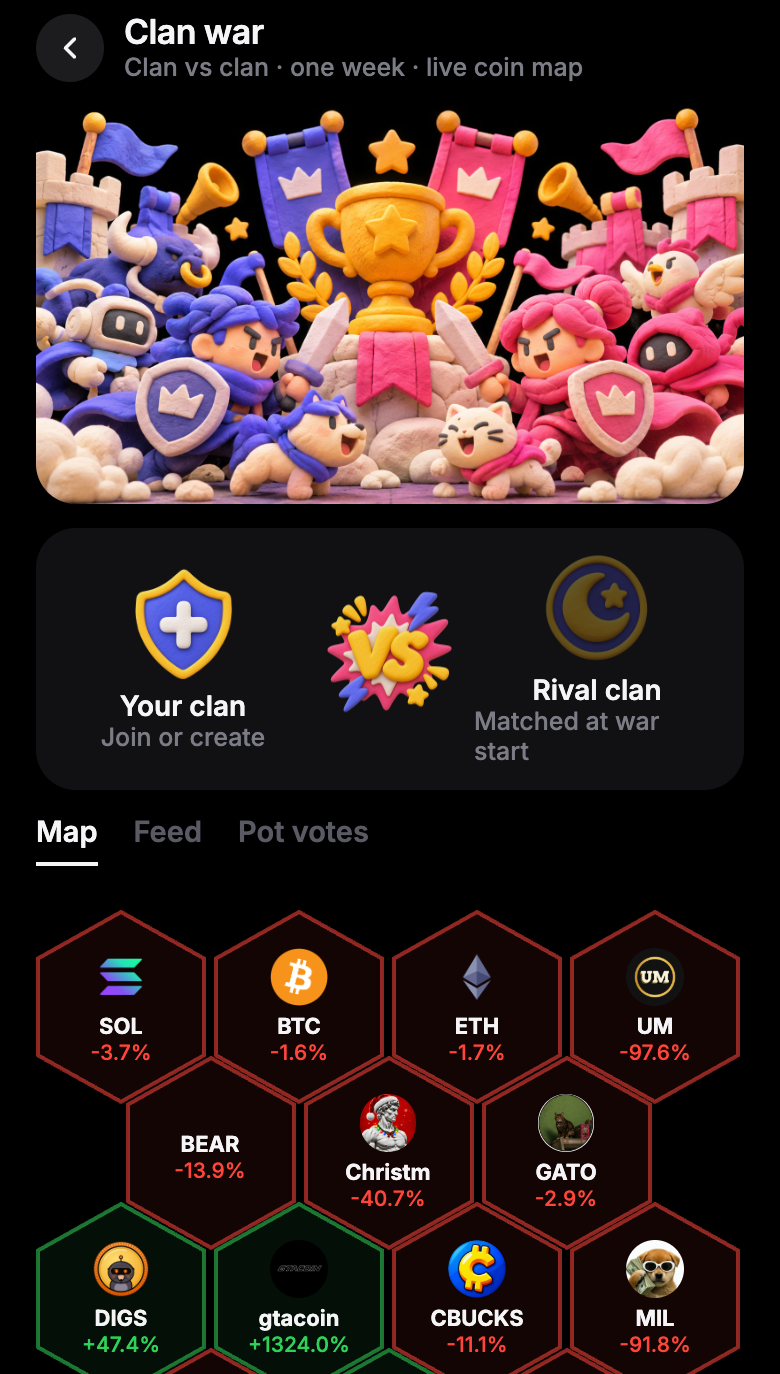 Clan war
Clan vs clan · one week · live coin map
VS
Your clan
Join or create
Rival clan
Matched at war
start
Map
Feed
Pot votes
SOL
-3.7%
BTC
-1.6%
ETH
-1.7%
UM
UM
-97.6%
BEAR
-13.9%
Christm
-40.7%
GATO
-2.9%
DIGS
+47.4%
GTACOIN
gtacoin
+1324.0%
CBUCKS
-11.1%
MIL
-91.8%